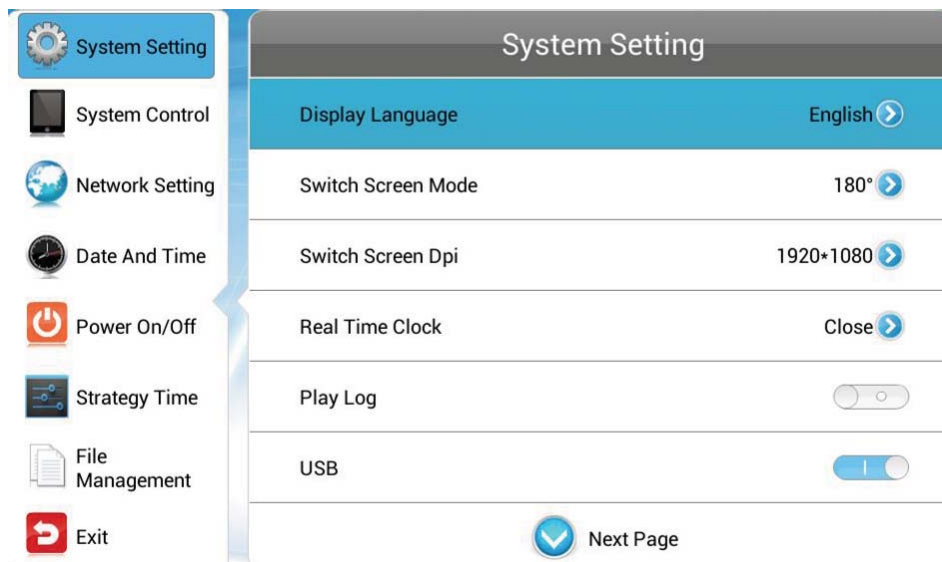 System Setting
System Control
Network Setting
Date And Time
Power On/Off
Strategy Time
File
Management
Exit
System Setting
Display Language English
Switch Screen Mode 180°
Switch Screen Dpi 1920*1080
Real Time Clock Close
Play Log
USB
Next Page